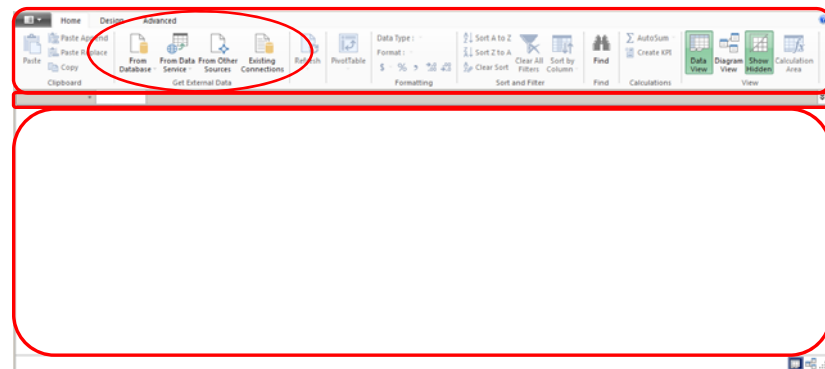 Home Design Advanced
Paste
Paste Append
Paste Replace
Copy
Clipboard
From Database
From Data Service
From Other Sources
Existing Connections
Get External Data
Refresh
PivotTable
Data Type :
Format :
$ % ,
Formatting
Sort A to Z
Sort Z to A
Clear Sort
Clear All Filters
Sort by Column
Sort and Filter
Find
Find
AutoSum
Create KPI
Calculations
Data View
Diagram View
Show Hidden
Calculation Area
View